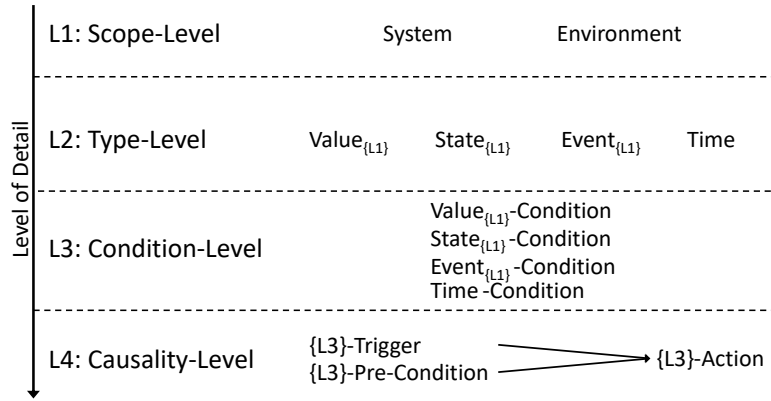 Level of Detail
L1: Scope-Level System Environment
L2: Type-Level Value{L1} State{L1} Event{L1} Time
L3: Condition-Level
Value{L1}-Condition
State{L1}-Condition
Event{L1}-Condition
Time-Condition
L4: Causality-Level
{L3}-Trigger
{L3}-Pre-Condition
{L3}-Action